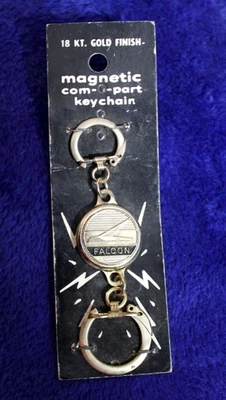 18 KT. GOLD FINISH
magnetic
com-o-part
keychain
FALCON